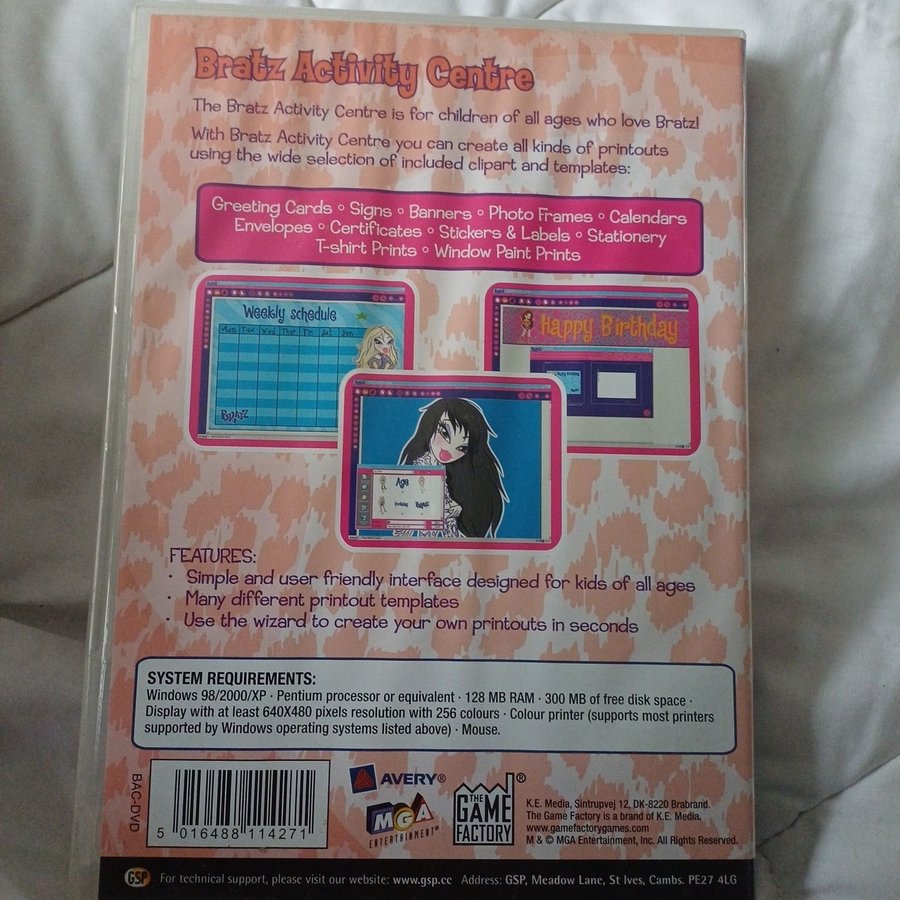 Bratz Activity Centre
The Bratz Activity Centre is for children of all ages who love Bratz!
With Bratz Activity Centre you can create all kinds of printouts
using the wide selection of included clipart and templates:
Greeting Cards ° Signs ° Banners ° Photo Frames ° Calendars
Envelopes ° Certificates ° Stickers & Labels ° Stationery
T-shirt Prints ° Window Paint Prints
Weekly schedule
Mon Tue Wed Thur Fri Sat Sun
BRATZ
Happy Birthday
Age
FEATURES:
· Simple and user friendly interface designed for kids of all ages
· Many different printout templates
· Use the wizard to create your own printouts in seconds
SYSTEM REQUIREMENTS:
Windows 98/2000/XP · Pentium processor or equivalent · 128 MB RAM · 300 MB of free disk space ·
Display with at least 640X480 pixels resolution with 256 colours · Colour printer (supports most printers
supported by Windows operating systems listed above) · Mouse.
BAC-DVD
5 016488 114271
AVERY®
MGA
ENTERTAINMENT
THE
GAME
FACTORY
®
K.E. Media, Sintrupvej 12, DK-8220 Brabrand.
The Game Factory is a brand of K.E. Media.
www.gamefactorygames.com
M & © MGA Entertainment, Inc. All Rights Reserved.
GSP For technical support, please visit our website: www.gsp.cc Address: GSP, Meadow Lane, St Ives, Cambs. PE27 4LG